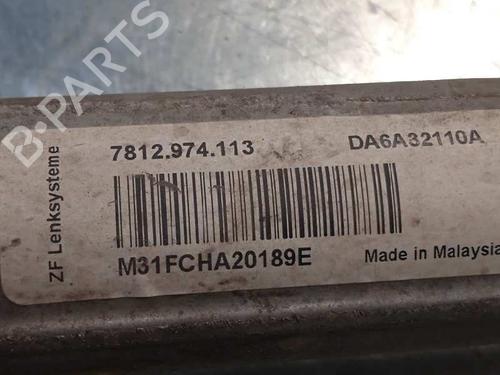 B-PARTS
ZF Lenksysteme
7812.974.113
DA6A32110A
M31FCHA20189E
Made in Malaysia